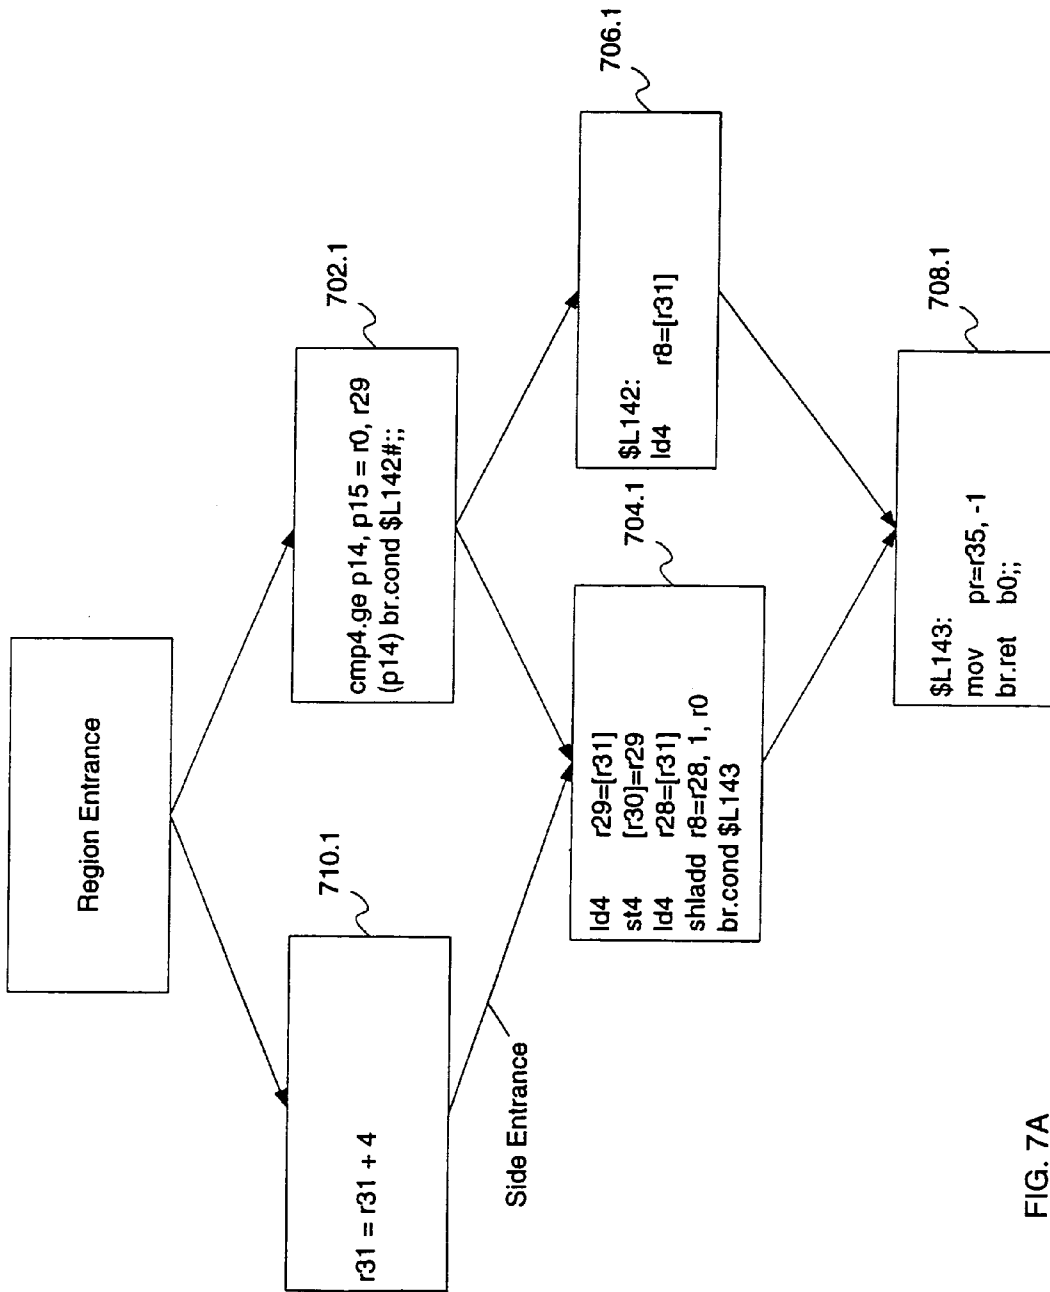 Region Entrance
710.1
r31 = r31 + 4
702.1
cmp4.ge p14, p15 = r0, r29
(p14) br.cond $L142#;;
Side Entrance
704.1
ld4 r29=[r31]
st4 [r30]=r29
ld4 r28=[r31]
shladd r8=r28, 1, r0
br.cond $L143
706.1
$L142:
ld4 r8=[r31]
708.1
$L143:
mov pr=r35, -1
br.ret b0;;
FIG. 7A